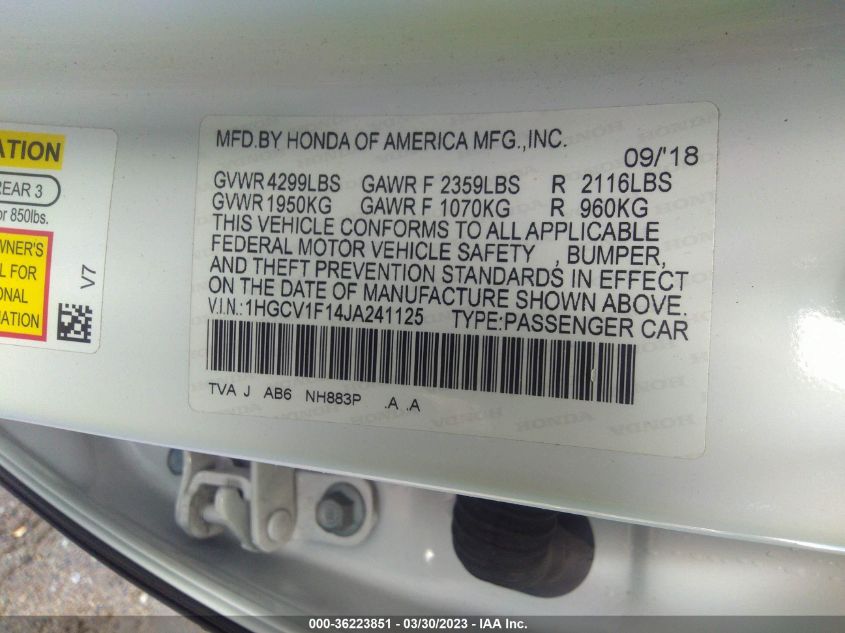 ATION
REAR 3
or 850lbs.
WNER'S
L FOR
ONAL
MATION
V7
MFD.BY HONDA OF AMERICA MFG.,INC.
09/'18
GVWR 4299LBS GAWR F 2359LBS R 2116LBS
GVWR 1950KG GAWR F 1070KG R 960KG
THIS VEHICLE CONFORMS TO ALL APPLICABLE
FEDERAL MOTOR VEHICLE SAFETY , BUMPER,
AND THEFT PREVENTION STANDARDS IN EFFECT
ON THE DATE OF MANUFACTURE SHOWN ABOVE.
V.I.N.:1HGCV1F14JA241125 TYPE:PASSENGER CAR
TVA J AB6 NH883P .A .A
000-36223851 / 03/30/2023 - IAA Inc.